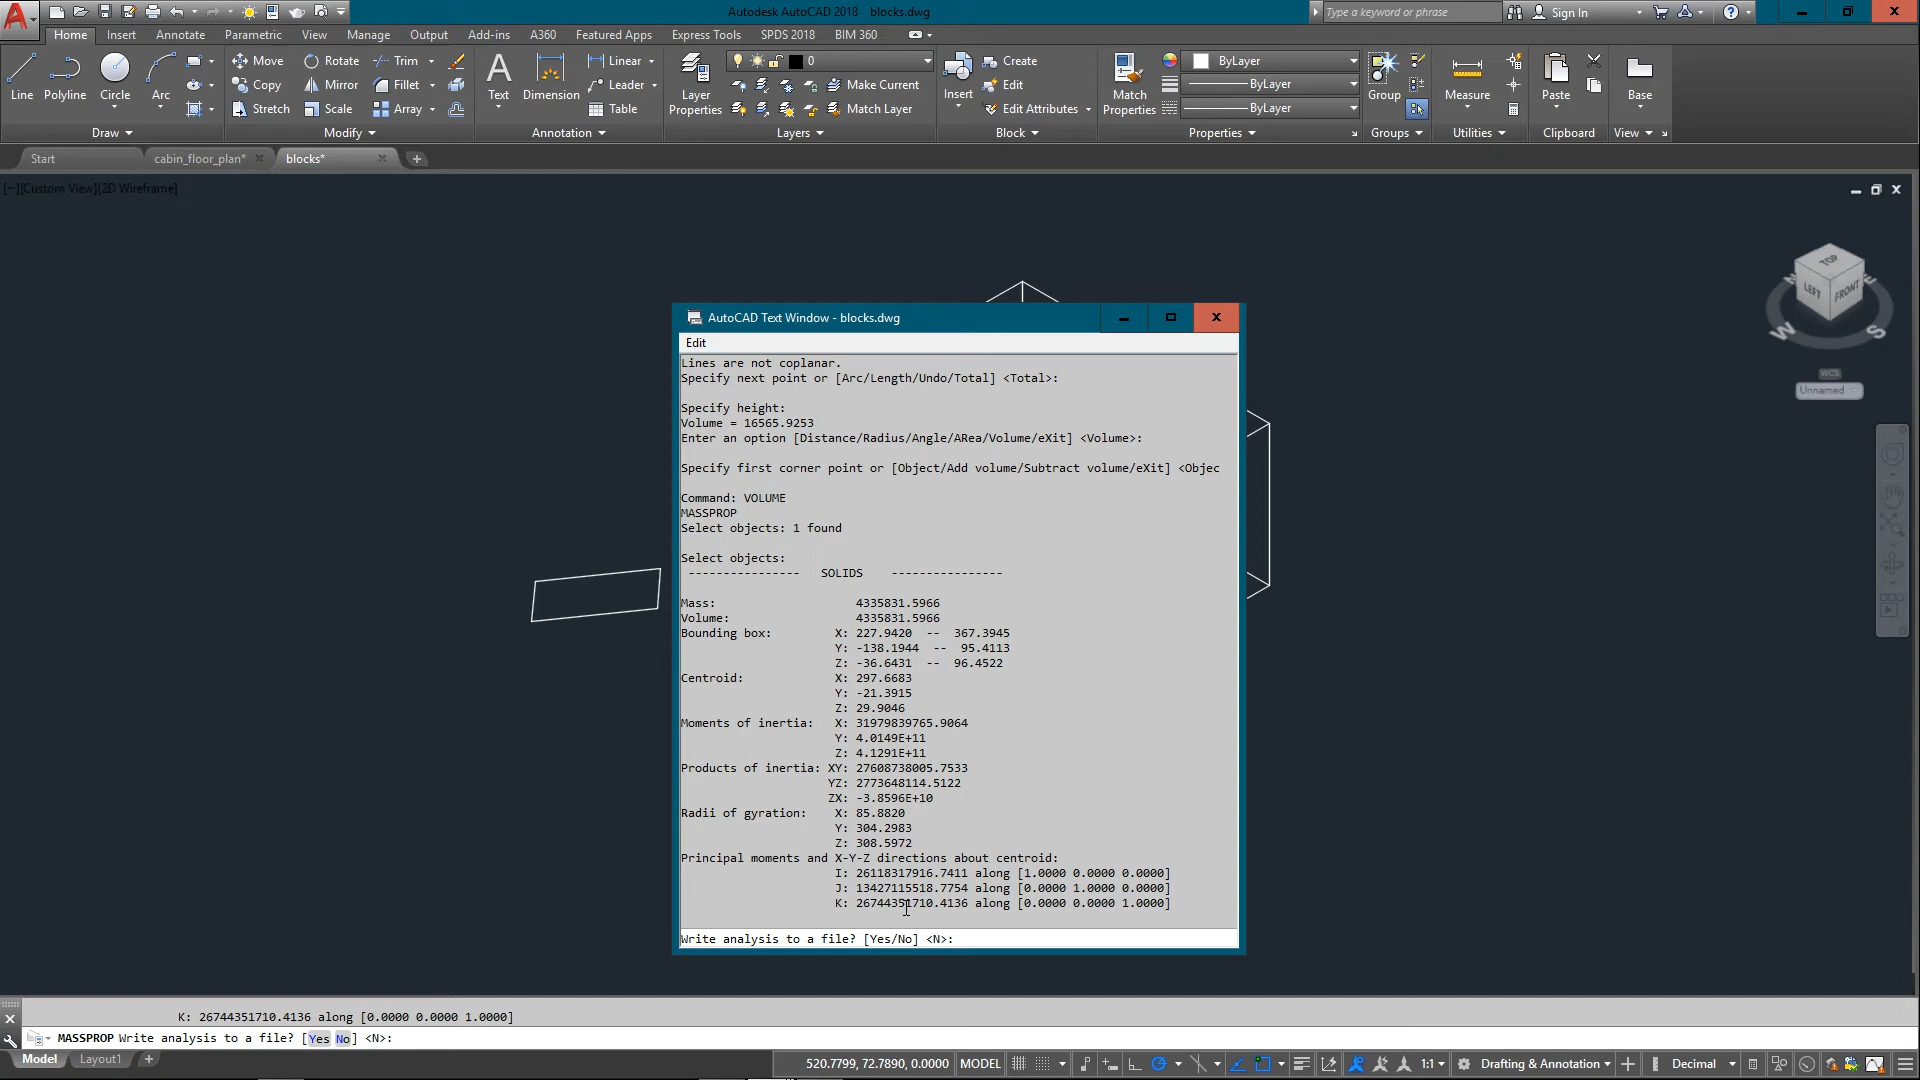 Autodesk AutoCAD 2018 blocks.dwg
Type a keyword or phrase
Sign In
Home Insert Annotate Parametric View Manage Output Add-ins A360 Featured Apps Express Tools SPDS 2018 BIM 360
Line Polyline Circle Arc
Move Rotate Trim
Copy Mirror Fillet
Stretch Scale Array
Text Dimension
Linear
Leader
Table
Layer Properties
0
Make Current
Match Layer
Insert
Create
Edit
Edit Attributes
Match Properties
ByLayer
ByLayer
ByLayer
Group Measure Paste Base
Draw Modify Annotation Layers Block Properties Groups Utilities Clipboard View
Start cabin_floor_plan* blocks*
[−][Custom View][2D Wireframe]
TOP
LEFT FRONT
W S
WCS
Unnamed
AutoCAD Text Window - blocks.dwg
Edit
Lines are not coplanar.
Specify next point or [Arc/Length/Undo/Total] <Total>:
Specify height:
Volume = 16565.9253
Enter an option [Distance/Radius/Angle/ARea/Volume/eXit] <Volume>:
Specify first corner point or [Object/Add volume/Subtract volume/eXit] <Objec
Command: VOLUME
MASSPROP
Select objects: 1 found
Select objects:
---------------- SOLIDS ----------------
Mass: 4335831.5966
Volume: 4335831.5966
Bounding box: X: 227.9420 -- 367.3945
Y: -138.1944 -- 95.4113
Z: -36.6431 -- 96.4522
Centroid: X: 297.6683
Y: -21.3915
Z: 29.9046
Moments of inertia: X: 31979839765.9064
Y: 4.0149E+11
Z: 4.1291E+11
Products of inertia: XY: 27608738005.7533
YZ: 2773648114.5122
ZX: -3.8596E+10
Radii of gyration: X: 85.8820
Y: 304.2983
Z: 308.5972
Principal moments and X-Y-Z directions about centroid:
I: 26118317916.7411 along [1.0000 0.0000 0.0000]
J: 13427115518.7754 along [0.0000 1.0000 0.0000]
K: 26744351710.4136 along [0.0000 0.0000 1.0000]
Write analysis to a file? [Yes/No] <N>:
K: 26744351710.4136 along [0.0000 0.0000 1.0000]
MASSPROP Write analysis to a file? [Yes No] <N>:
Model Layout1 +
520.7799, 72.7890, 0.0000 MODEL 1:1 Drafting & Annotation Decimal